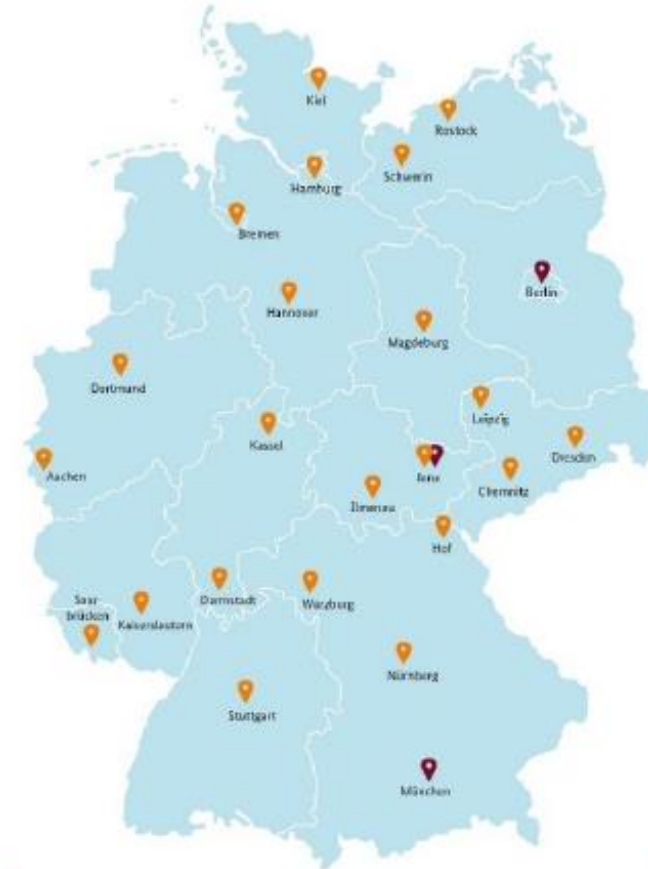 Kiel
Rostock
Schwerin
Hamburg
Bremen
Berlin
Hannover
Magdeburg
Dortmund
Leipzig
Kassel
Dresden
Aachen
Jena
Chemnitz
Ilmenau
Hof
Saar-
brücken
Darmstadt
Würzburg
Kaiserslautern
Nürnberg
Stuttgart
München